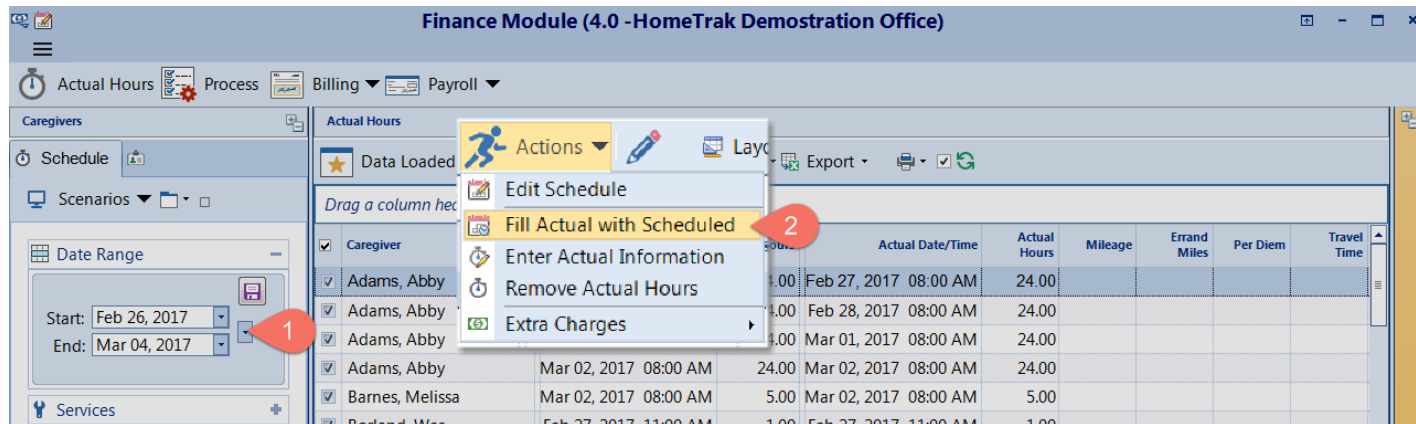 Finance Module (4.0 -HomeTrak Demostration Office)
Actual Hours Process Billing Payroll
Caregivers
Actual Hours
Schedule
Data Loaded
Actions
Export
Scenarios
Edit Schedule
Drag a column
Fill Actual with Scheduled
2
Enter Actual Information
Remove Actual Hours
Extra Charges
Date Range
Start: Feb 26, 2017
End: Mar 04, 2017
1
Services
Caregiver Actual Date/Time Actual Hours Mileage Errand Miles Per Diem Travel Time
Adams, Abby Feb 27, 2017 08:00 AM 24.00
Adams, Abby Feb 28, 2017 08:00 AM 24.00
Adams, Abby Mar 01, 2017 08:00 AM 24.00
Adams, Abby Mar 02, 2017 08:00 AM 24.00 Mar 02, 2017 08:00 AM 24.00
Barnes, Melissa Mar 02, 2017 08:00 AM 5.00 Mar 02, 2017 08:00 AM 5.00